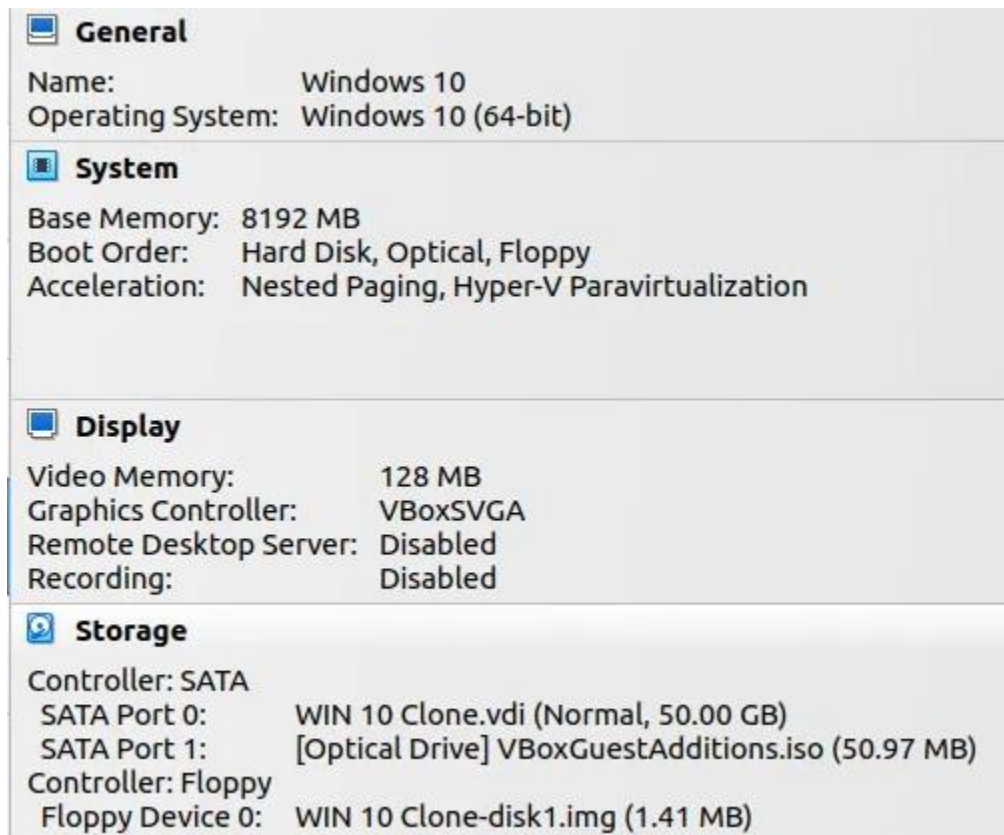 General
Name: Windows 10
Operating System: Windows 10 (64-bit)
System
Base Memory: 8192 MB
Boot Order: Hard Disk, Optical, Floppy
Acceleration: Nested Paging, Hyper-V Paravirtualization
Display
Video Memory: 128 MB
Graphics Controller: VBoxSVGA
Remote Desktop Server: Disabled
Recording: Disabled
Storage
Controller: SATA
SATA Port 0: WIN 10 Clone.vdi (Normal, 50.00 GB)
SATA Port 1: [Optical Drive] VBoxGuestAdditions.iso (50.97 MB)
Controller: Floppy
Floppy Device 0: WIN 10 Clone-disk1.img (1.41 MB)